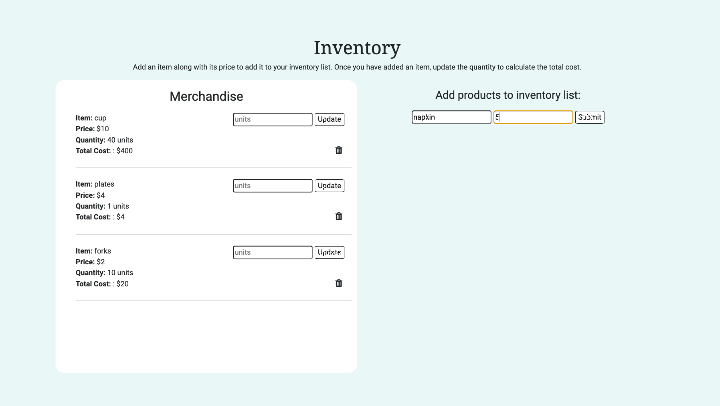 Inventory
Add an item along with its price to add it to your inventory list. Once you have added an item, update the quantity to calculate the total cost.
Merchandise
Item: cup
Price: $10
Quantity: 40 units
Total Cost: : $400
units
Update
Item: plates
Price: $4
Quantity: 1 units
Total Cost: : $4
units
Update
Item: forks
Price: $2
Quantity: 10 units
Total Cost: : $20
units
Update
Add products to inventory list:
napkin
5
Submit